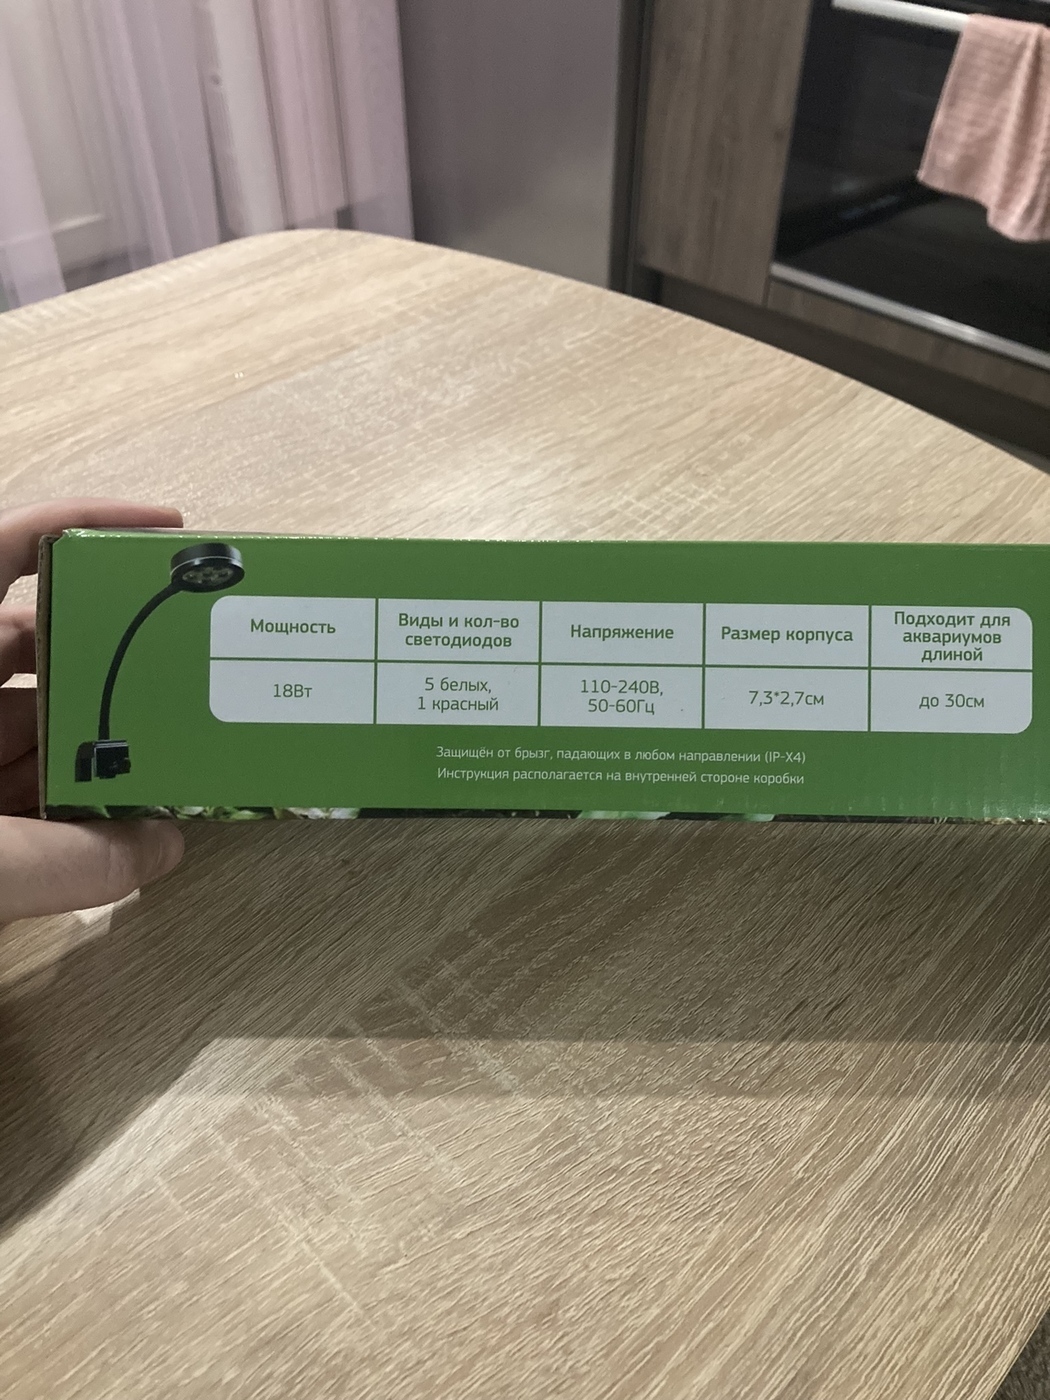 Мощность
Виды и кол-во
светодиодов
Напряжение
Размер корпуса
Подходит для
аквариумов
длиной
18Вт
5 белых,
1 красный
110-240В,
50-60Гц
7,3*2,7см
до 30см
Защищён от брызг, падающих в любом направлении (IP-X4)
Инструкция располагается на внутренней стороне коробки